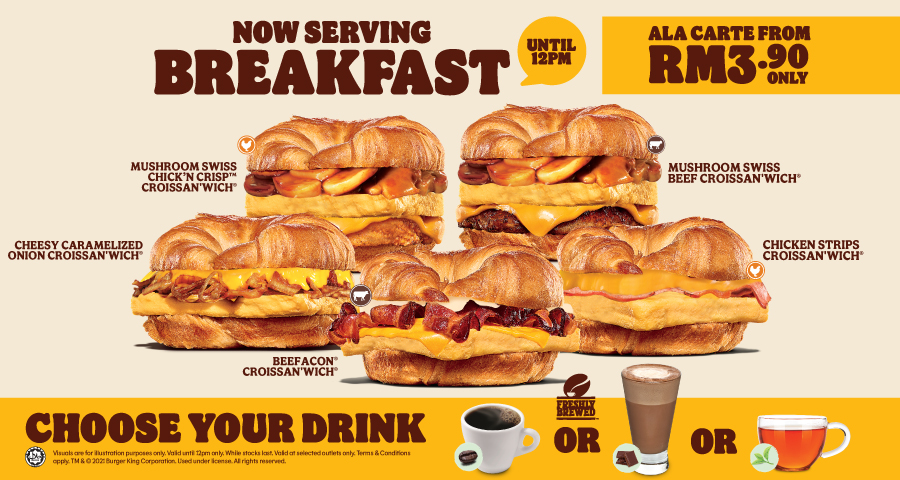 NOW SERVING
BREAKFAST
UNTIL
12PM
ALA CARTE FROM
RM3.90
ONLY
MUSHROOM SWISS
CHICK'N CRISP™
CROISSAN'WICH®
MUSHROOM SWISS
BEEF CROISSAN'WICH®
CHEESY CARAMELIZED
ONION CROISSAN'WICH®
CHICKEN STRIPS
CROISSAN'WICH®
BEEFACON®
CROISSAN'WICH®
CHOOSE YOUR DRINK
FRESHLY
BREWED
OR
OR
Visuals are for illustration purposes only. Valid until 12pm only. While stocks last. Valid at selected outlets only. Terms & Conditions
apply. TM & © 2021 Burger King Corporation. Used under license. All rights reserved.